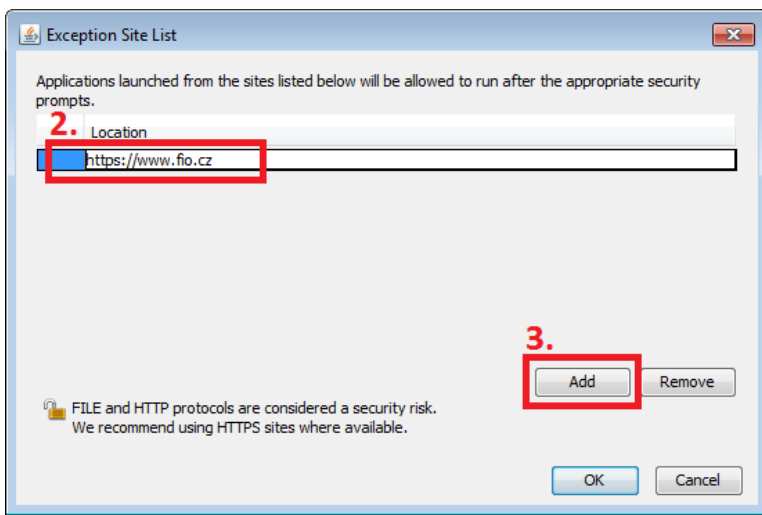 Exception Site List
Applications launched from the sites listed below will be allowed to run after the appropriate security
prompts.
2.
Location
https://www.fio.cz
3.
Add
Remove
FILE and HTTP protocols are considered a security risk.
We recommend using HTTPS sites where available.
OK
Cancel